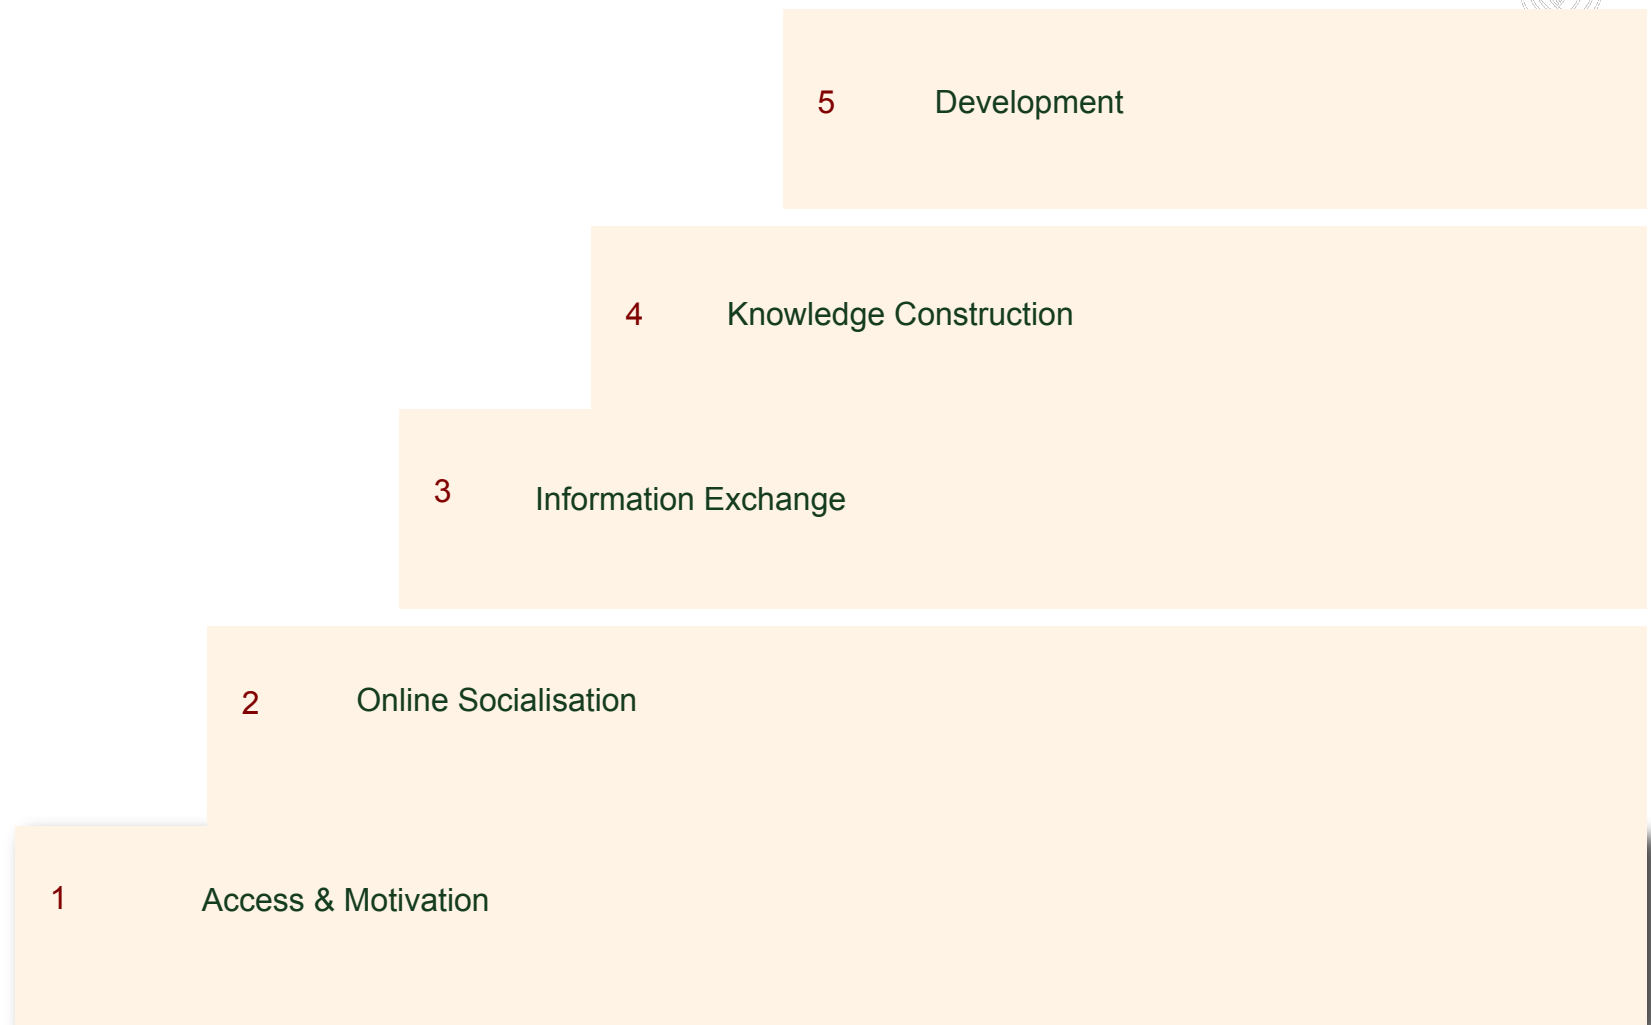 5 Development
4 Knowledge Construction
3 Information Exchange
2 Online Socialisation
1 Access & Motivation